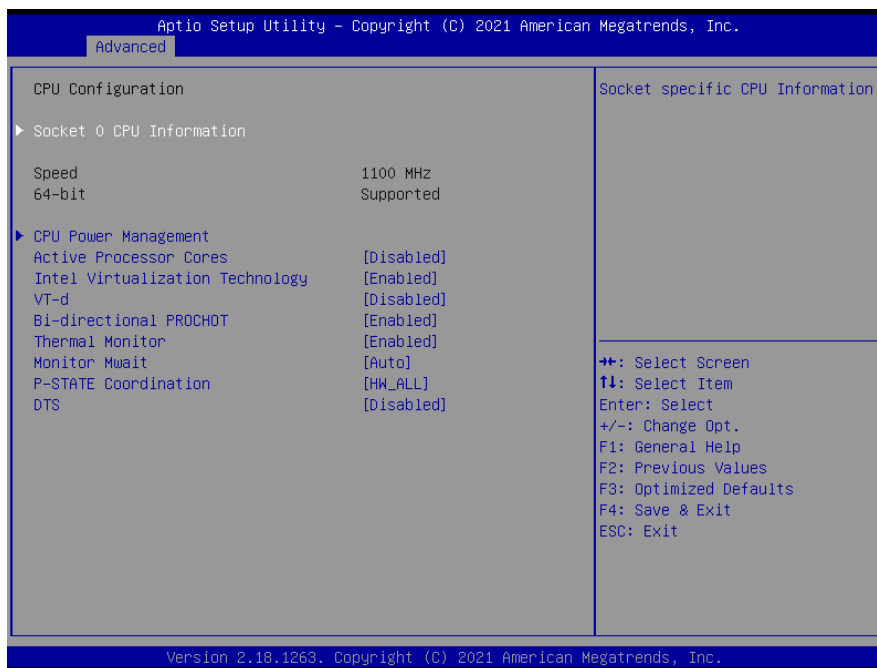 Aptio Setup Utility – Copyright (C) 2021 American Megatrends, Inc.
Advanced
CPU Configuration
Socket 0 CPU Information
Speed 1100 MHz
64-bit Supported
CPU Power Management
Active Processor Cores [Disabled]
Intel Virtualization Technology [Enabled]
VT-d [Disabled]
Bi-directional PROCHOT [Enabled]
Thermal Monitor [Enabled]
Monitor Mwait [Auto]
P-STATE Coordination [HW_ALL]
DTS [Disabled]
Socket specific CPU Information
→←: Select Screen
↑↓: Select Item
Enter: Select
+/-: Change Opt.
F1: General Help
F2: Previous Values
F3: Optimized Defaults
F4: Save & Exit
ESC: Exit
Version 2.18.1263. Copyright (C) 2021 American Megatrends, Inc.